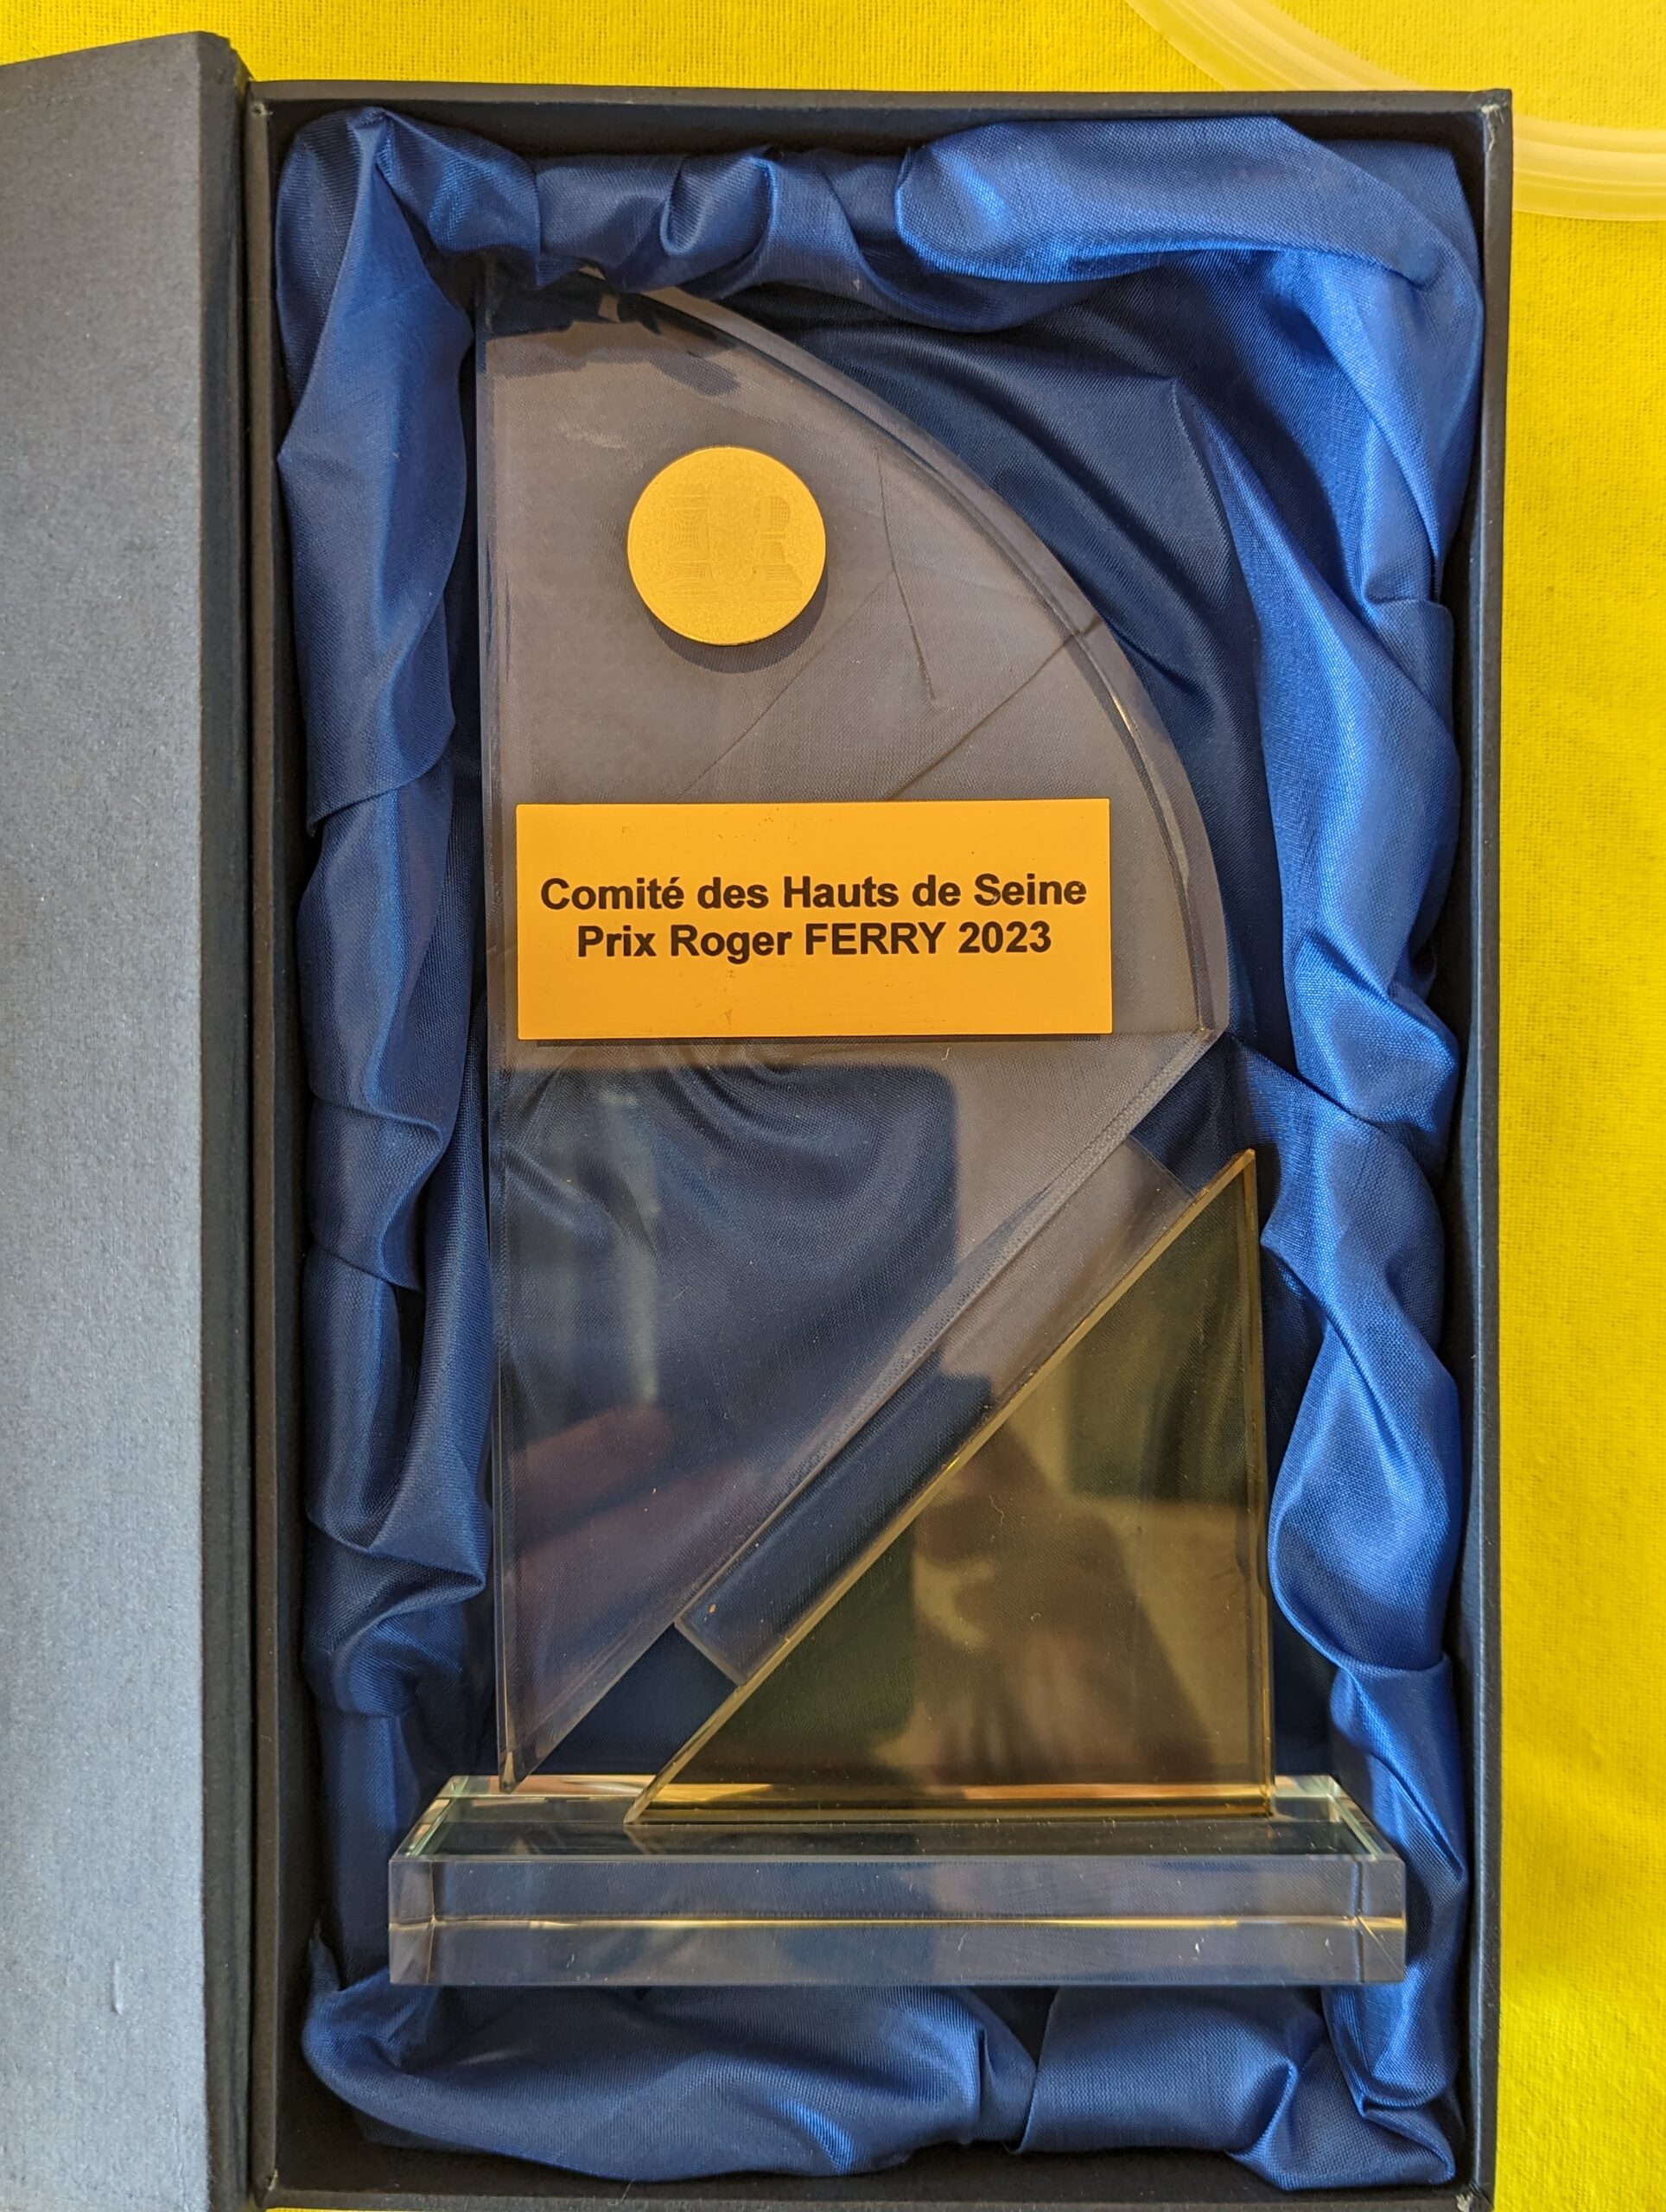 Comité des Hauts de Seine
Prix Roger FERRY 2023